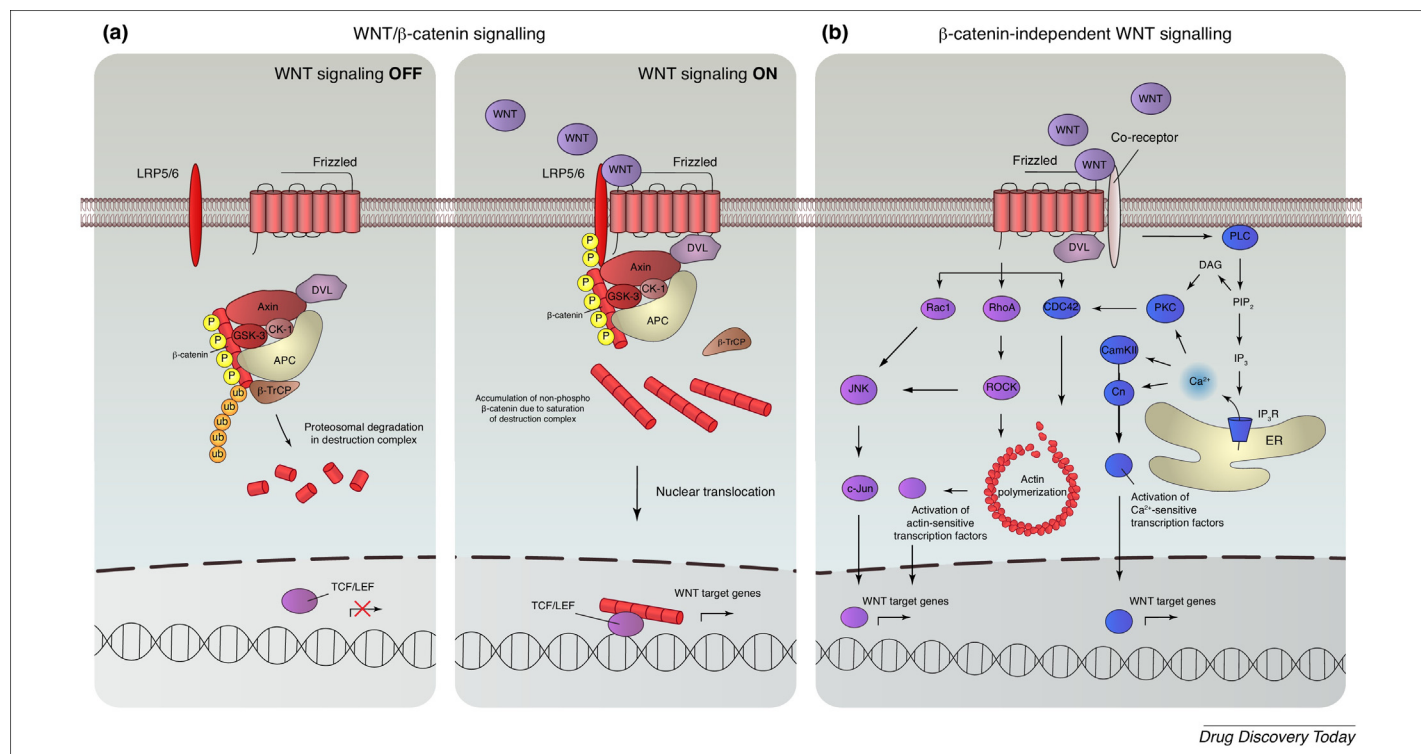 (a)
WNT/β-catenin signalling
WNT signaling OFF
LRP5/6
Frizzled
DVL
Axin
P
P
GSK-3
CK-1
β-catenin
P
APC
P
β-TrCP
ub
ub
ub
ub
ub
Proteosomal degradation
in destruction complex
TCF/LEF
WNT signaling ON
WNT
WNT
WNT
LRP5/6
Frizzled
P
P
DVL
Axin
P
P
GSK-3
CK-1
β-catenin
P
APC
P
P
β-TrCP
Accumulation of non-phospho
β-catenin due to saturation
of destruction complex
Nuclear translocation
WNT target genes
TCF/LEF
(b)
β-catenin-independent WNT signalling
WNT
WNT
Co-receptor
Frizzled
WNT
DVL
PLC
DAG
Rac1
RhoA
CDC42
PKC
PIP₂
CamKII
IP₃
JNK
ROCK
Cn
Ca²⁺
IP₃R
ER
c-Jun
Actin
polymerization
Activation of
actin-sensitive
transcription factors
Activation of
Ca²⁺-sensitive
transcription factors
WNT target genes
WNT target genes
Drug Discovery Today